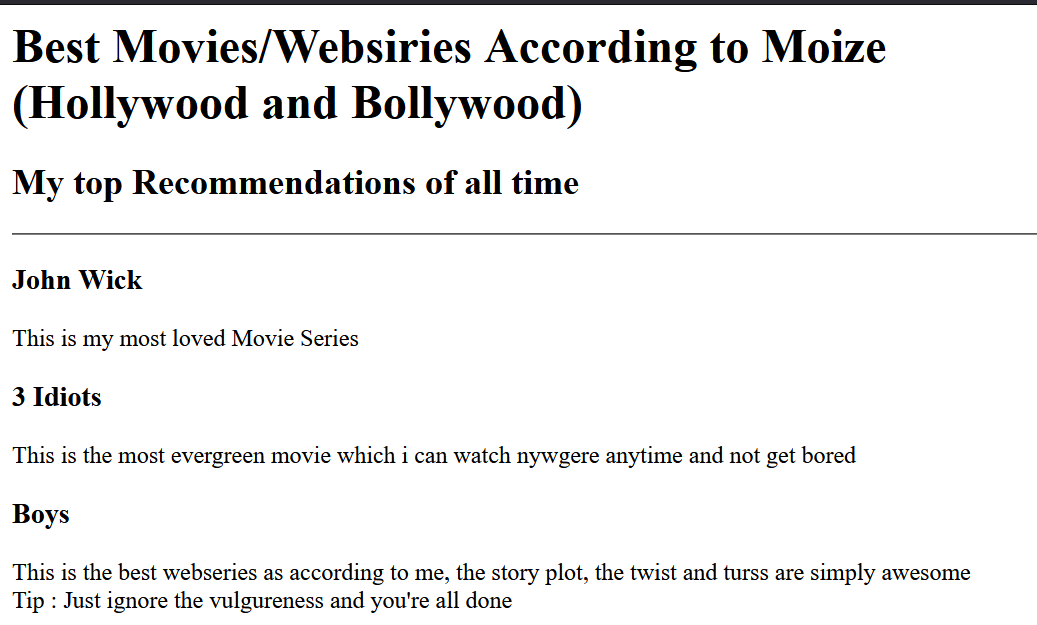 Best Movies/Websiries According to Moize
(Hollywood and Bollywood)
My top Recommendations of all time
John Wick
This is my most loved Movie Series
3 Idiots
This is the most evergreen movie which i can watch nywgere anytime and not get bored
Boys
This is the best webseries as according to me, the story plot, the twist and turss are simply awesome
Tip : Just ignore the vulgureness and you're all done